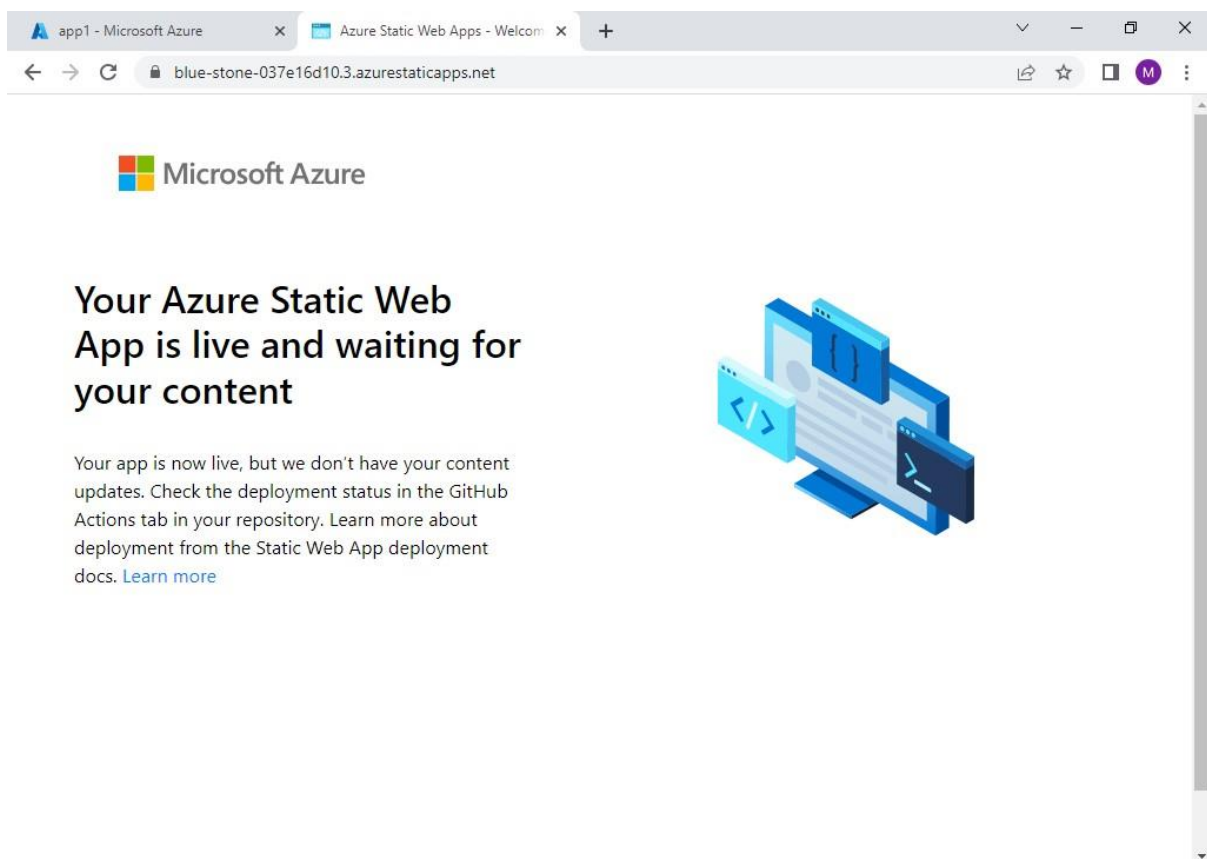 app1 - Microsoft Azure
Azure Static Web Apps - Welcom
blue-stone-037e16d10.3.azurestaticapps.net
M
Microsoft Azure
Your Azure Static Web
App is live and waiting for
your content
Your app is now live, but we don't have your content
updates. Check the deployment status in the GitHub
Actions tab in your repository. Learn more about
deployment from the Static Web App deployment
docs. Learn more